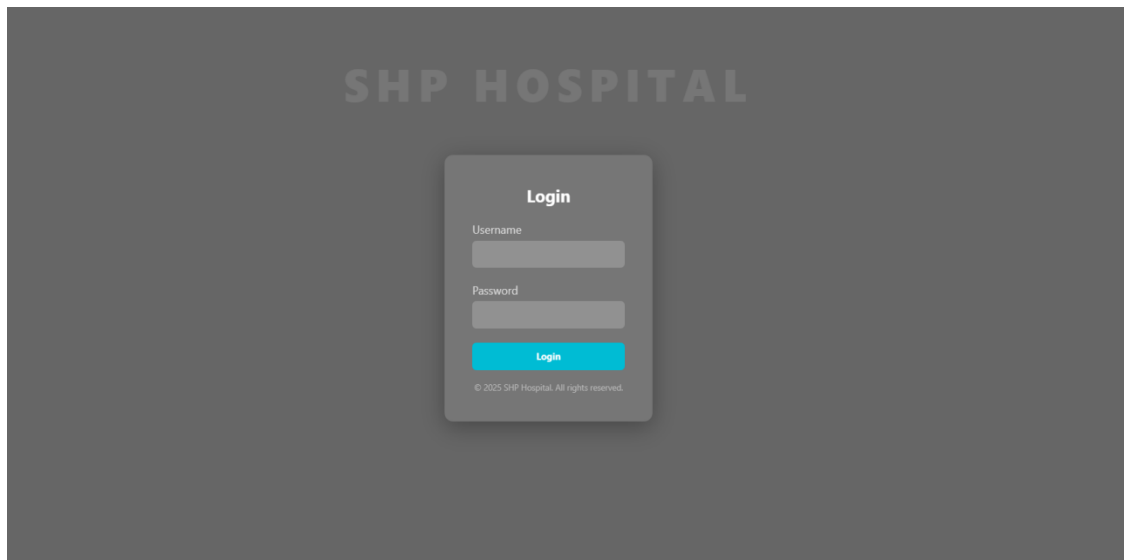 SHP HOSPITAL
Login
Username
Password
Login
© 2025 SHP Hospital. All rights reserved.